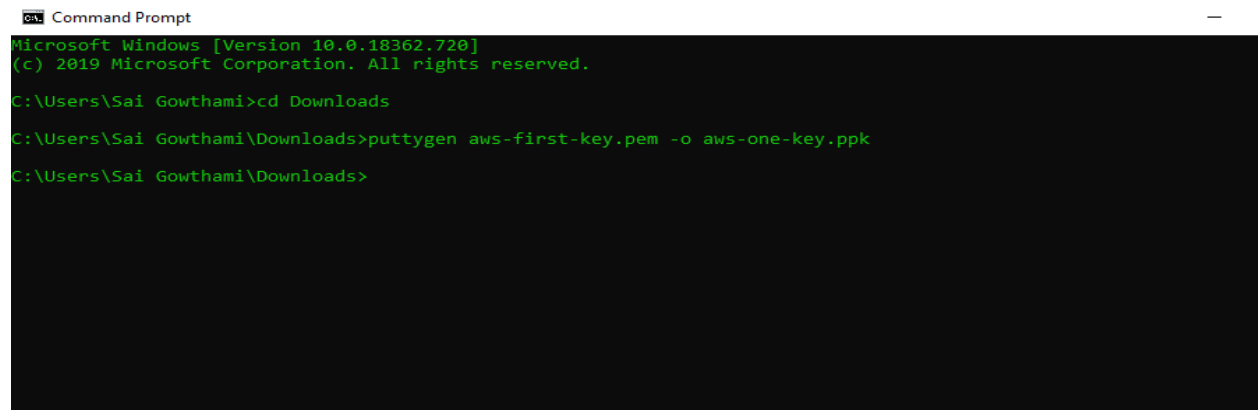 Command Prompt
Microsoft Windows [Version 10.0.18362.720]
(c) 2019 Microsoft Corporation. All rights reserved.
C:\Users\Sai Gowthami>cd Downloads
C:\Users\Sai Gowthami\Downloads>puttygen aws-first-key.pem -o aws-one-key.ppk
C:\Users\Sai Gowthami\Downloads>